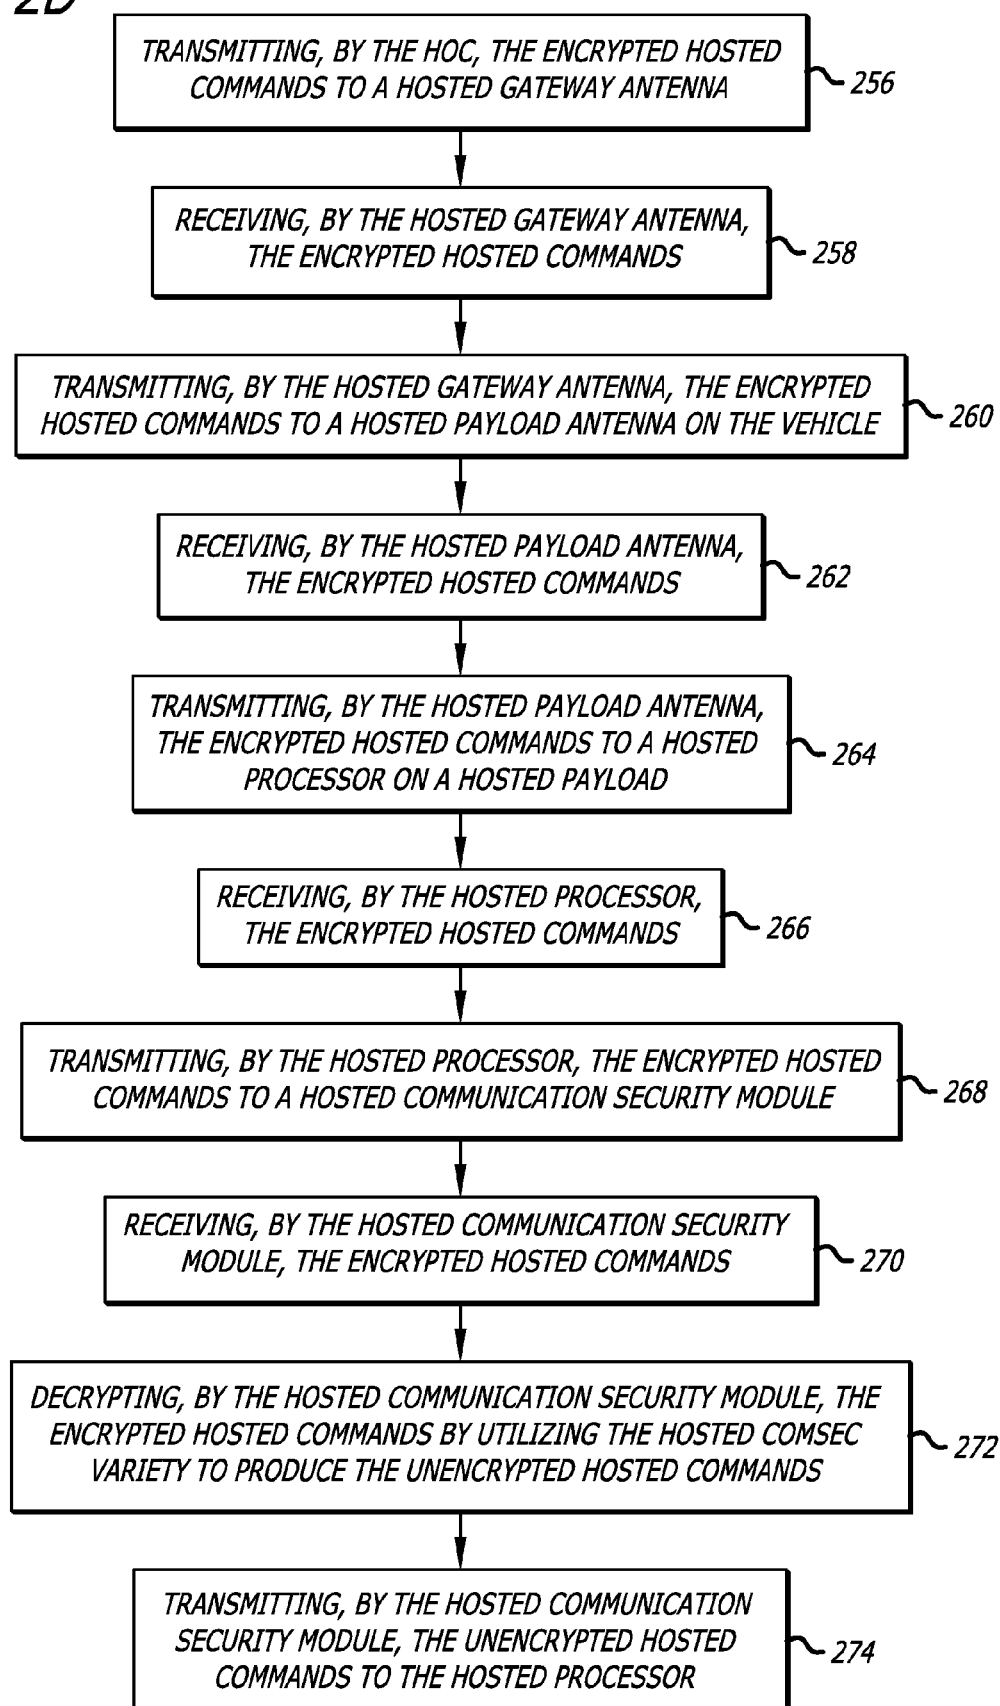 2D
TRANSMITTING, BY THE HOC, THE ENCRYPTED HOSTED
COMMANDS TO A HOSTED GATEWAY ANTENNA
256
RECEIVING, BY THE HOSTED GATEWAY ANTENNA,
THE ENCRYPTED HOSTED COMMANDS
258
TRANSMITTING, BY THE HOSTED GATEWAY ANTENNA, THE ENCRYPTED
HOSTED COMMANDS TO A HOSTED PAYLOAD ANTENNA ON THE VEHICLE
260
RECEIVING, BY THE HOSTED PAYLOAD ANTENNA,
THE ENCRYPTED HOSTED COMMANDS
262
TRANSMITTING, BY THE HOSTED PAYLOAD ANTENNA,
THE ENCRYPTED HOSTED COMMANDS TO A HOSTED
PROCESSOR ON A HOSTED PAYLOAD
264
RECEIVING, BY THE HOSTED PROCESSOR,
THE ENCRYPTED HOSTED COMMANDS
266
TRANSMITTING, BY THE HOSTED PROCESSOR, THE ENCRYPTED HOSTED
COMMANDS TO A HOSTED COMMUNICATION SECURITY MODULE
268
RECEIVING, BY THE HOSTED COMMUNICATION SECURITY
MODULE, THE ENCRYPTED HOSTED COMMANDS
270
DECRYPTING, BY THE HOSTED COMMUNICATION SECURITY MODULE, THE
ENCRYPTED HOSTED COMMANDS BY UTILIZING THE HOSTED COMSEC
VARIETY TO PRODUCE THE UNENCRYPTED HOSTED COMMANDS
272
TRANSMITTING, BY THE HOSTED COMMUNICATION
SECURITY MODULE, THE UNENCRYPTED HOSTED
COMMANDS TO THE HOSTED PROCESSOR
274